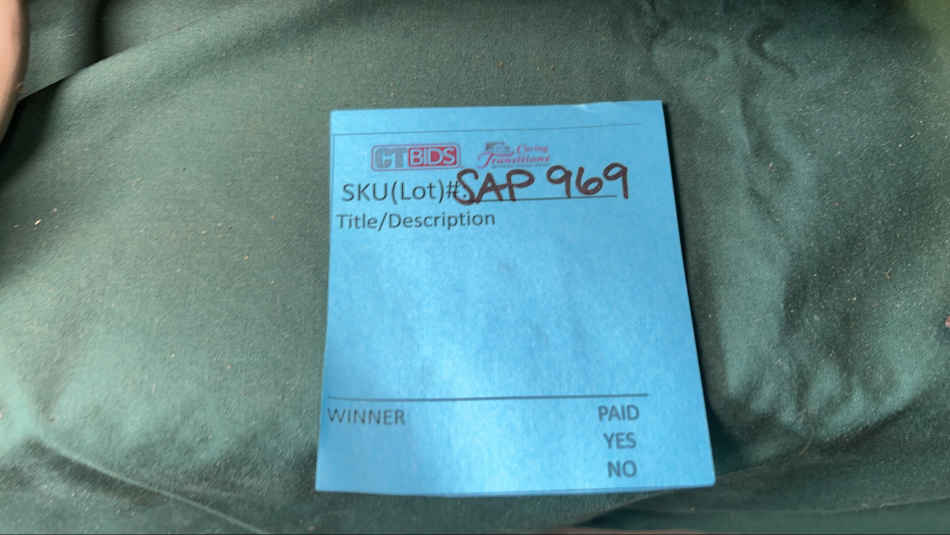 CTBIDS Caring Transitions
SKU(Lot)#: SAP 969
Title/Description
WINNER PAID
YES
NO